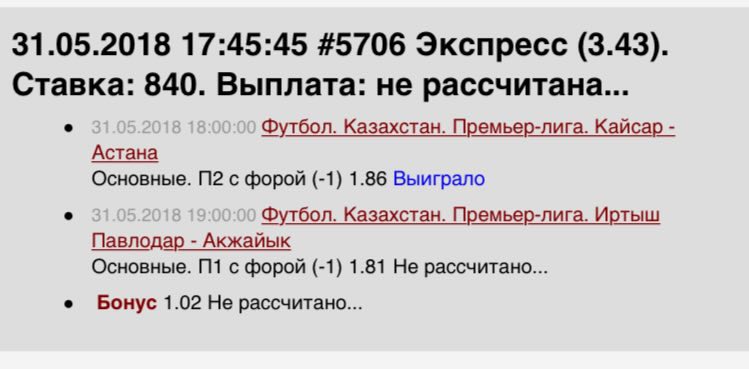 31.05.2018 17:45:45 #5706 Экспресс (3.43).
Ставка: 840. Выплата: не рассчитана...
• 31.05.2018 18:00:00 Футбол. Казахстан. Премьер-лига. Кайсар -
Астана
Основные. П2 с форой (-1) 1.86 Выиграло
• 31.05.2018 19:00:00 Футбол. Казахстан. Премьер-лига. Иртыш
Павлодар - Акжайык
Основные. П1 с форой (-1) 1.81 Не рассчитано...
• Бонус 1.02 Не рассчитано...